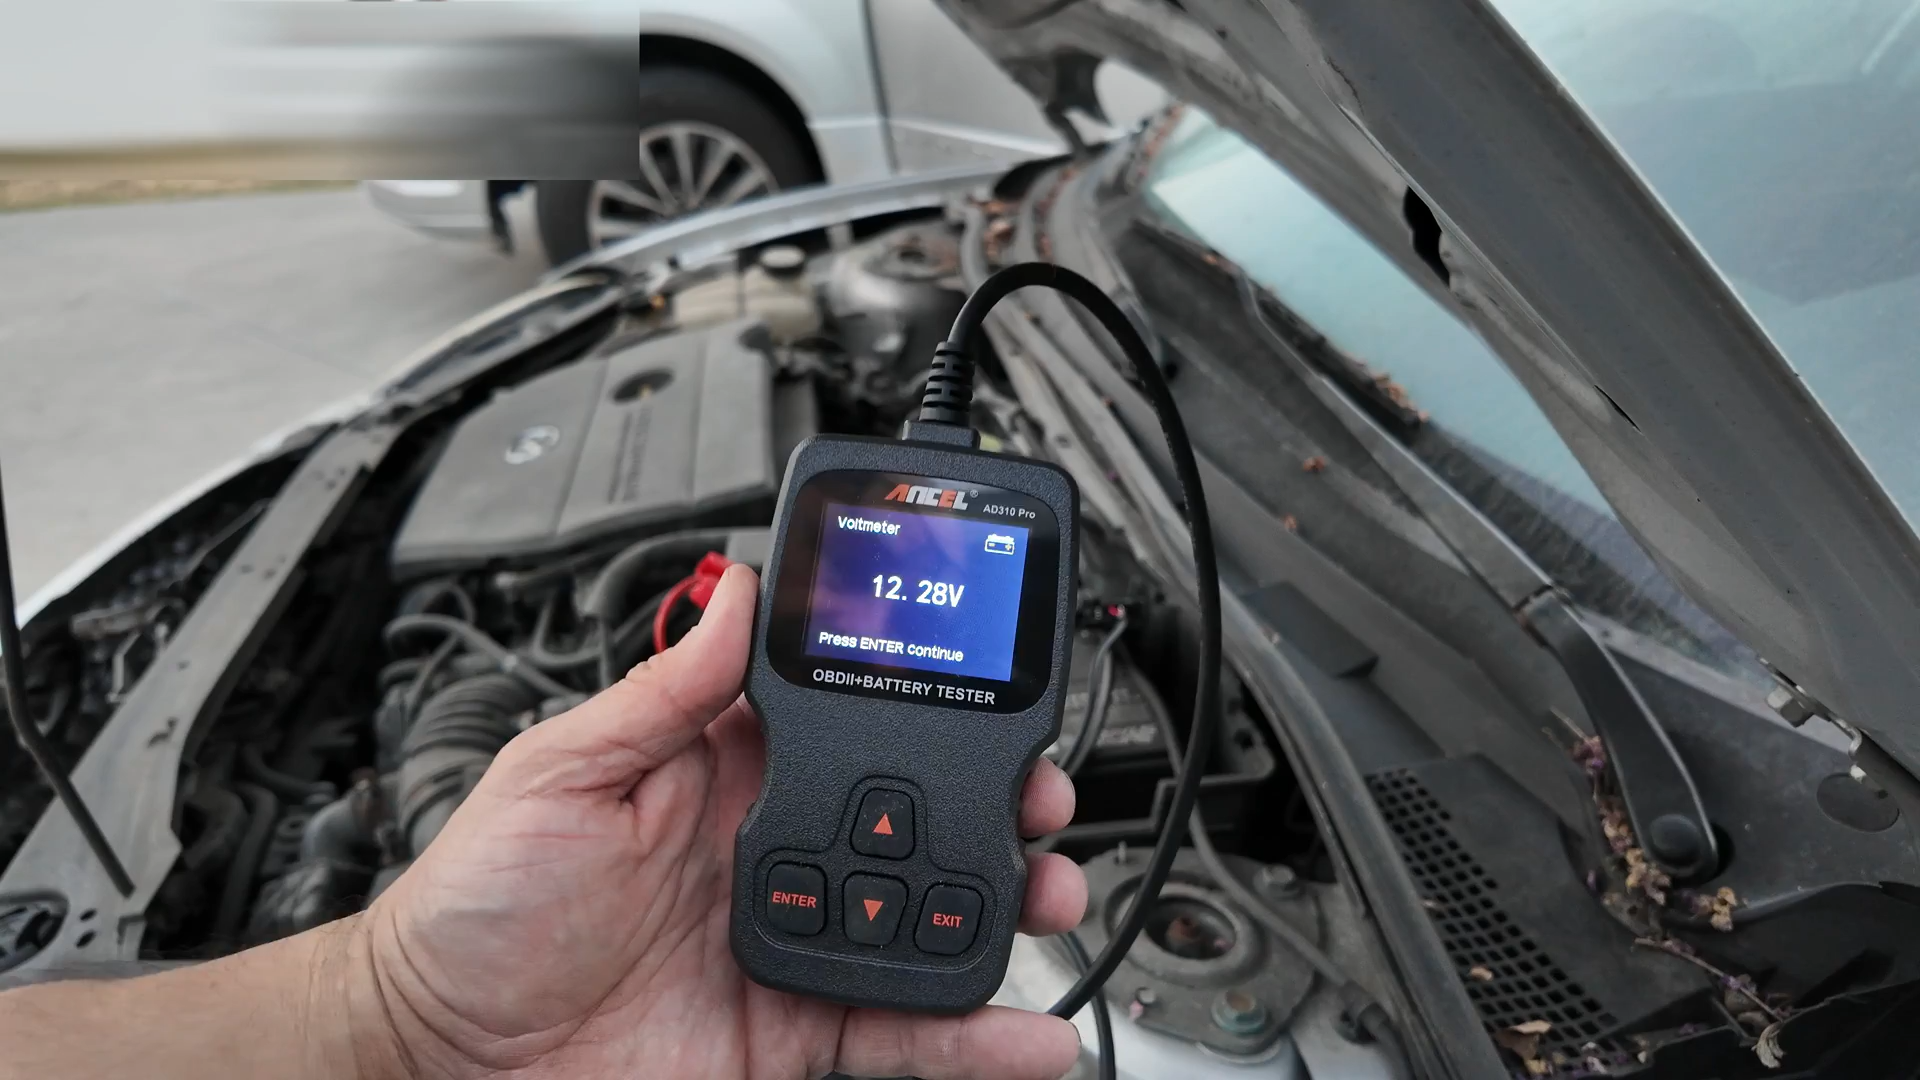 ANCEL®
AD310 Pro
Voltmeter
12. 28V
Press ENTER continue
OBDII+BATTERY TESTER
ENTER
EXIT